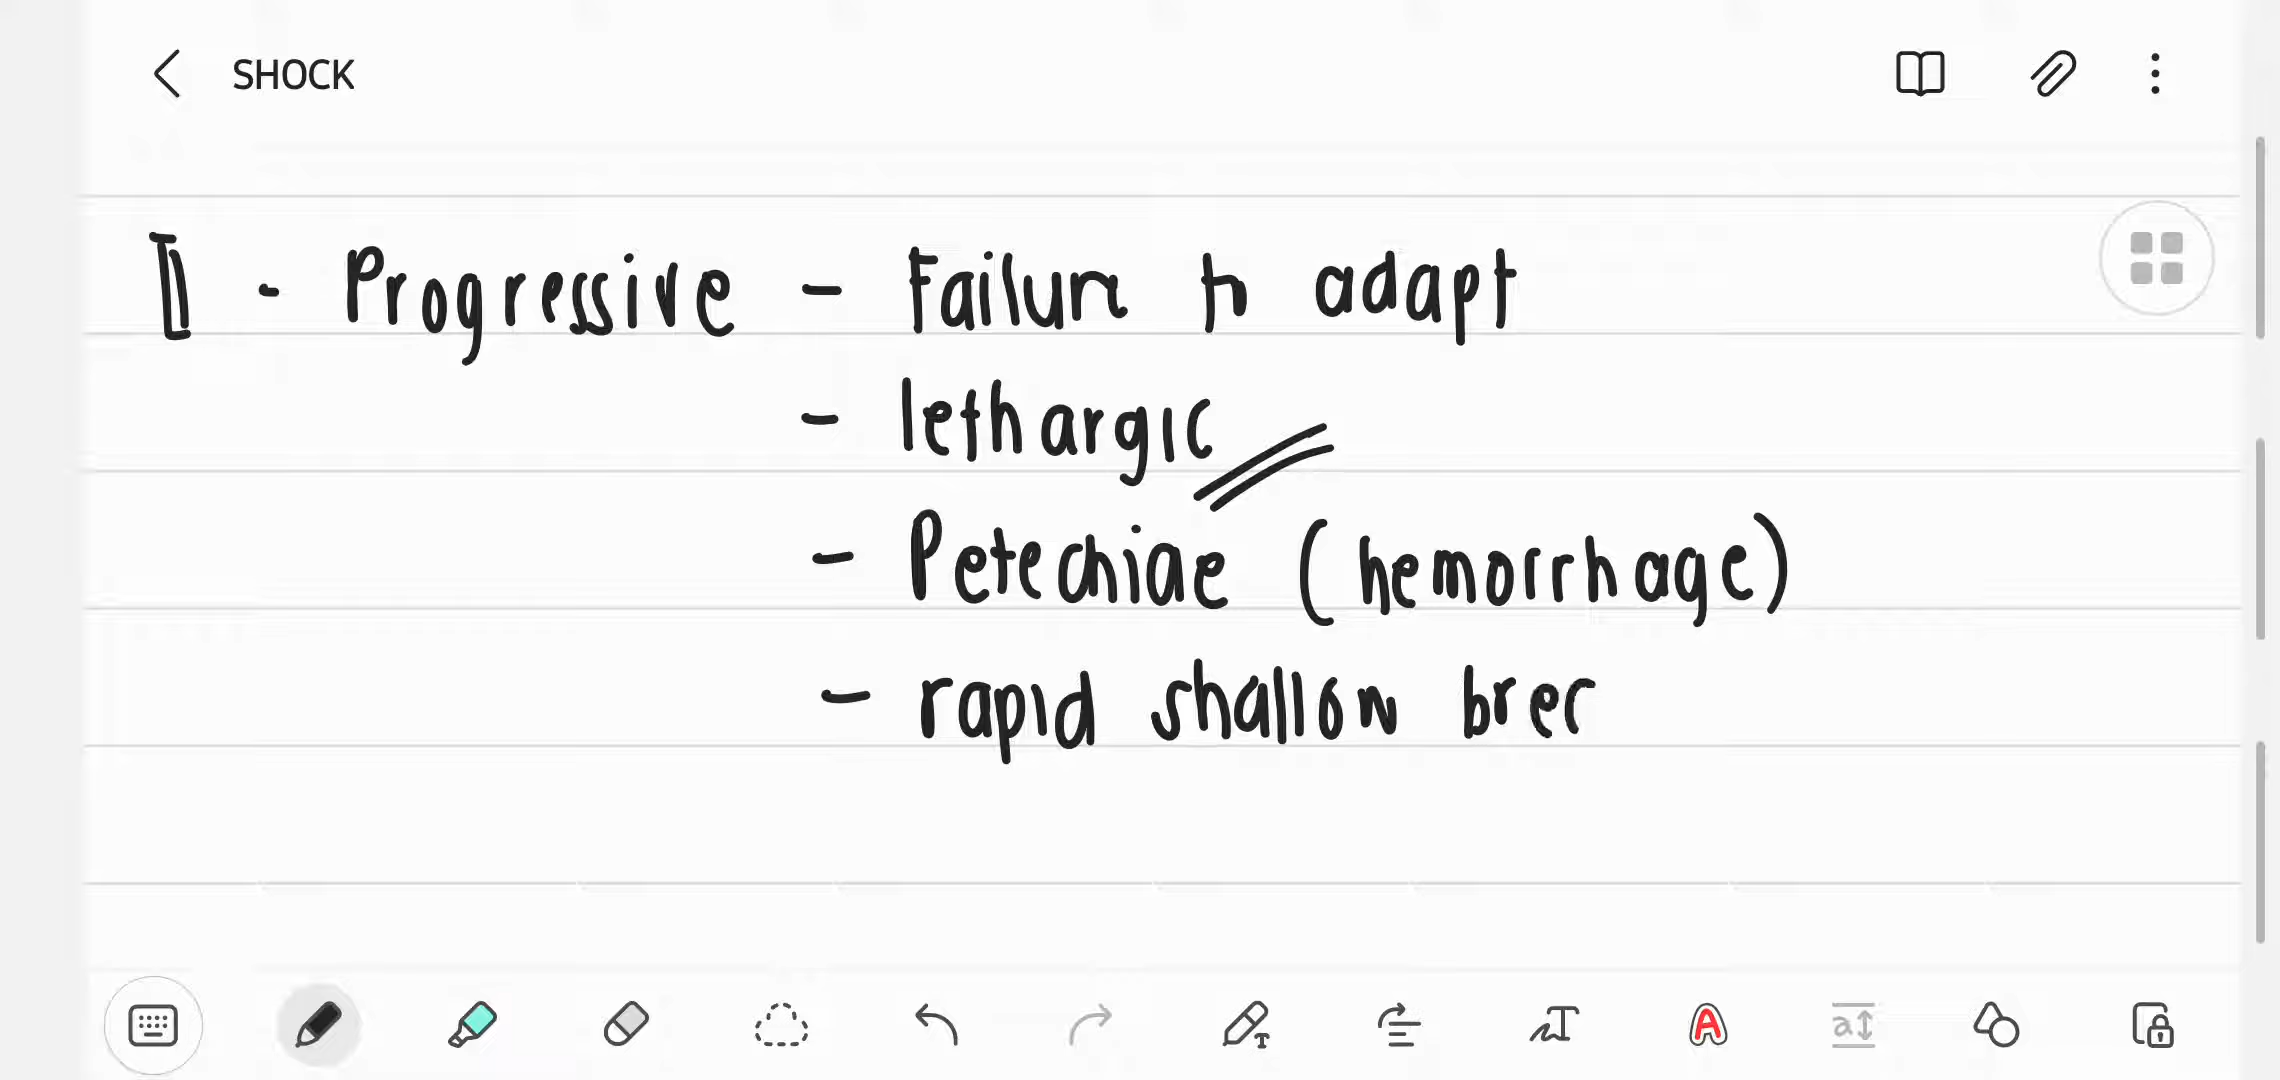 SHOCK
II - Progressive - Failure to adapt
- lethargic
- Petechiae (hemorrhage)
- rapid shallow brer